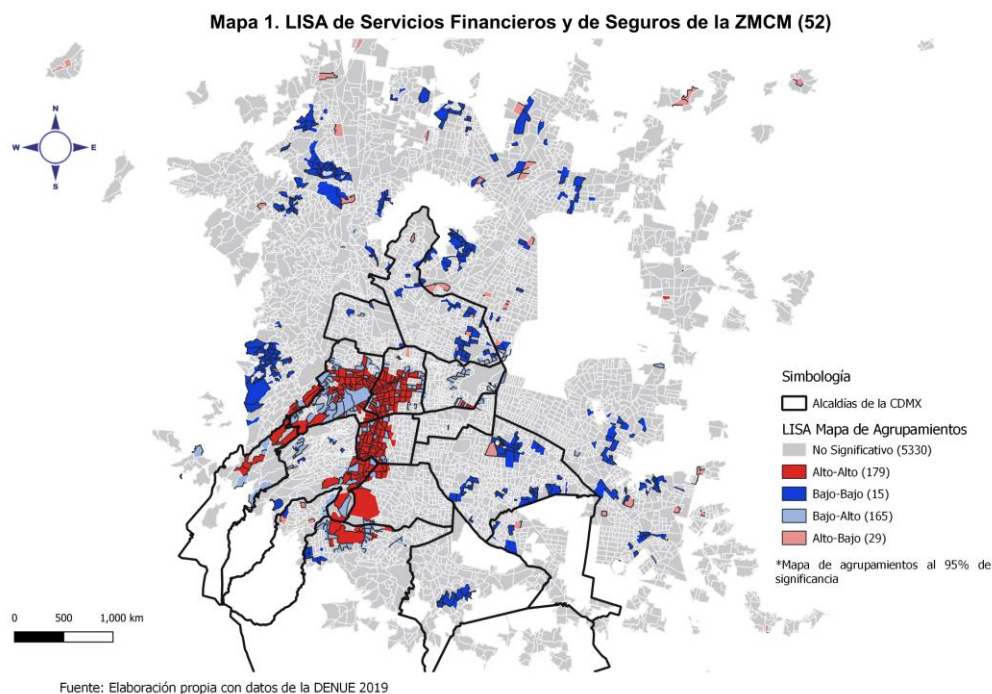 Mapa 1. LISA de Servicios Financieros y de Seguros de la ZMCM (52)
N
W
E
S
Simbología
Alcaldías de la CDMX
LISA Mapa de Agrupamientos
No Significativo (5330)
Alto-Alto (179)
Bajo-Bajo (15)
Bajo-Alto (165)
Alto-Bajo (29)
*Mapa de agrupamientos al 95% de
significancia
0 500 1,000 km
Fuente: Elaboración propia con datos de la DENUE 2019